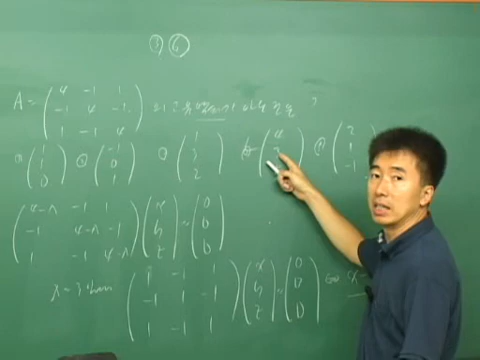 ③ ⑥
A = ( 4 -1 1 / -1 4 -1 / 1 -1 4 ) 의 고유벡터가 아닌 것은 ?
① ( 1 1 0 ) ② ( -1 0 1 ) ③ ( 1 3 2 ) ④ ( 4 ) ⑤ ( 2 1 -1 )
( 4-λ -1 1 / -1 4-λ -1 / 1 -1 4-λ ) ( x y z ) = ( 0 0 0 )
λ = 3 ( 1 -1 1 / -1 1 -1 / 1 -1 1 ) ( x y z ) = ( 0 0 0 ) ⇔ x -